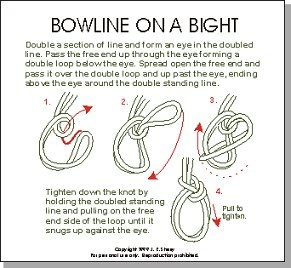 BOWLINE ON A BIGHT
Double a section of line and form an eye in the doubled
line. Pass the free end up through the eye forming a
double loop below the eye. Spread open the free end and
pass it over the double loop and up past the eye, ending
above the eye around the double standing line.
1.
2.
3.
4.
Pull to
tighten.
Tighten down the knot by
holding the doubled standing
line and pulling on the free
end side of the loop until it
snugs up against the eye.
Copyright 1999 J. E.
For personal use only. Reproduction prohibited.